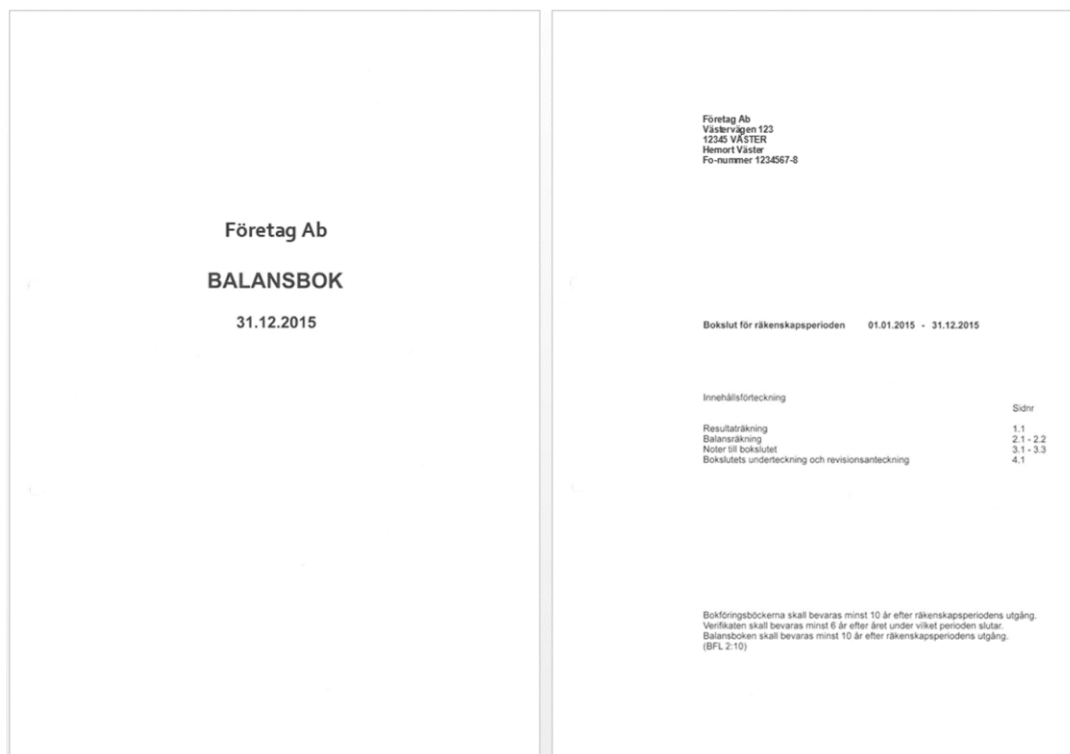 Företag Ab
BALANSBOK
31.12.2015
Företag Ab
Västervägen 123
12345 VÄSTER
Hemort Väster
Fo-nummer 1234567-8
Bokslut för räkenskapsperioden 01.01.2015 - 31.12.2015
Innehållsförteckning
Sidnr
Resultaträkning 1.1
Balansräkning 2.1 - 2.2
Noter till bokslutet 3.1 - 3.3
Bokslutets underteckning och revisionsanteckning 4.1
Bokföringsböckerna skall bevaras minst 10 år efter räkenskapsperiodens utgång.
Verifikaten skall bevaras minst 6 år efter året under vilket perioden slutar.
Balansboken skall bevaras minst 10 år efter räkenskapsperiodens utgång.
(BFL 2:10)